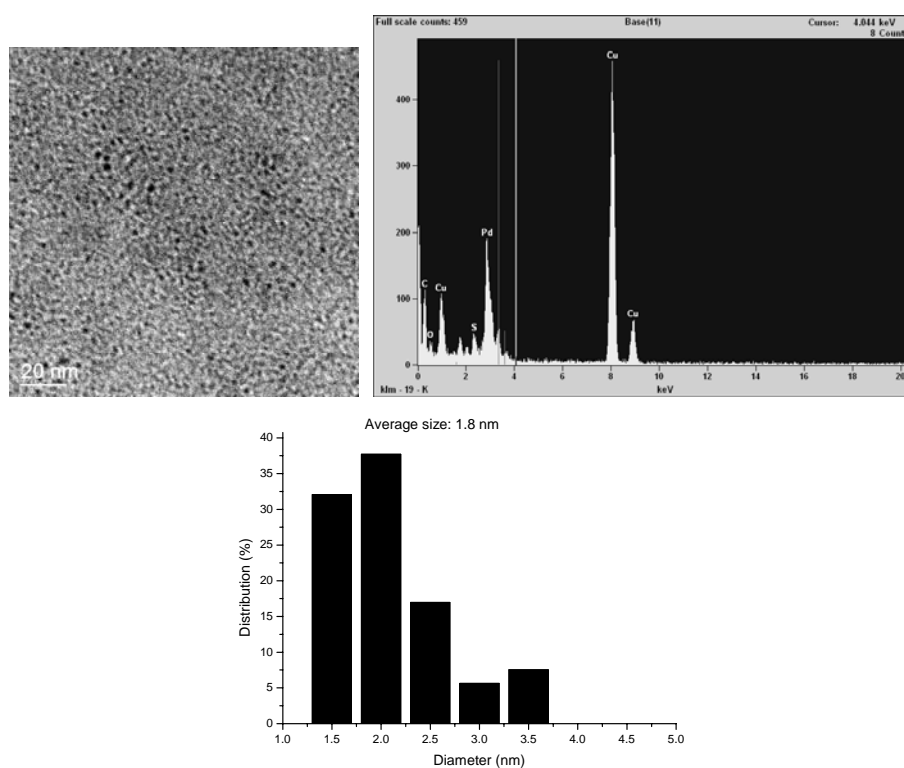 Full scale counts: 459 Base(11) Cursor: 4.044 keV
8 Count
20 nm
400
300
200
100
0
C
O
Cu
S
Pd
Cu
Cu
0 2 4 6 8 10 12 14 16 18 20
klm - 19 - K keV
Average size: 1.8 nm
Distribution (%)
40
35
30
25
20
15
10
5
0
1.0 1.5 2.0 2.5 3.0 3.5 4.0 4.5 5.0
Diameter (nm)